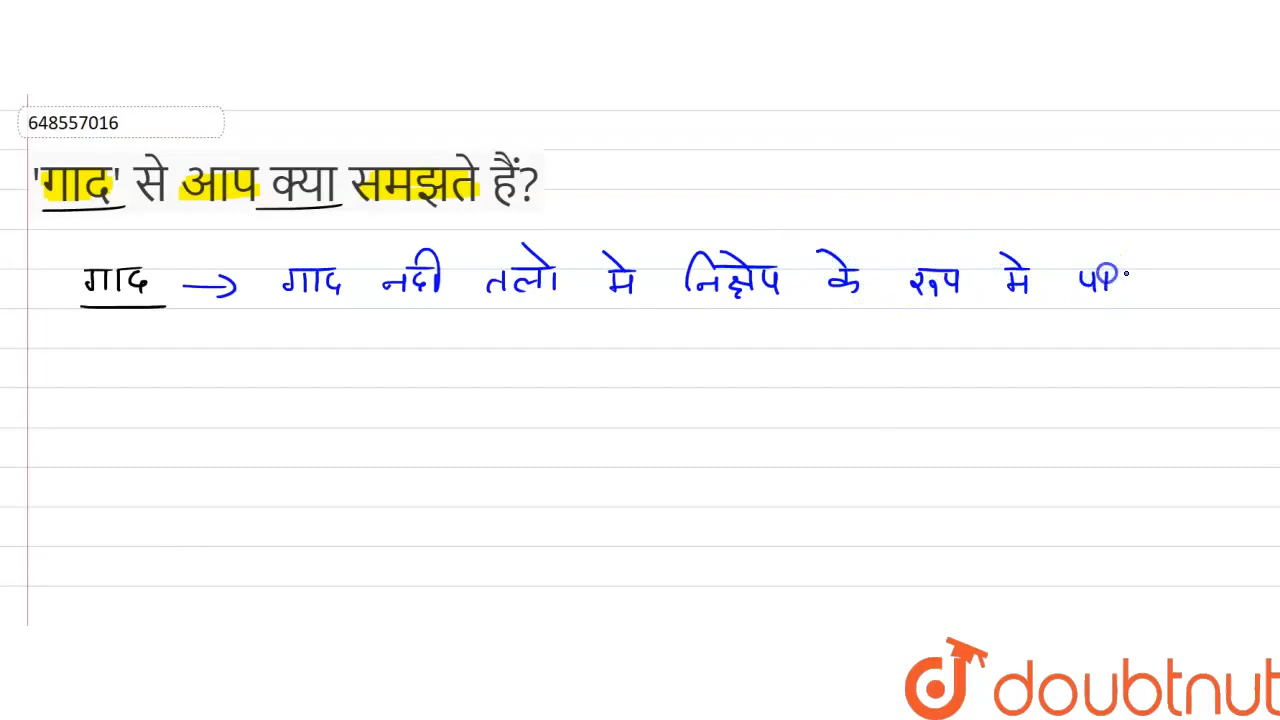 648557016
'गाद' से आप क्या समझते हैं?
गाद → गाद नदी तलो मे निक्षेप के रूप मे पा
doubtnut